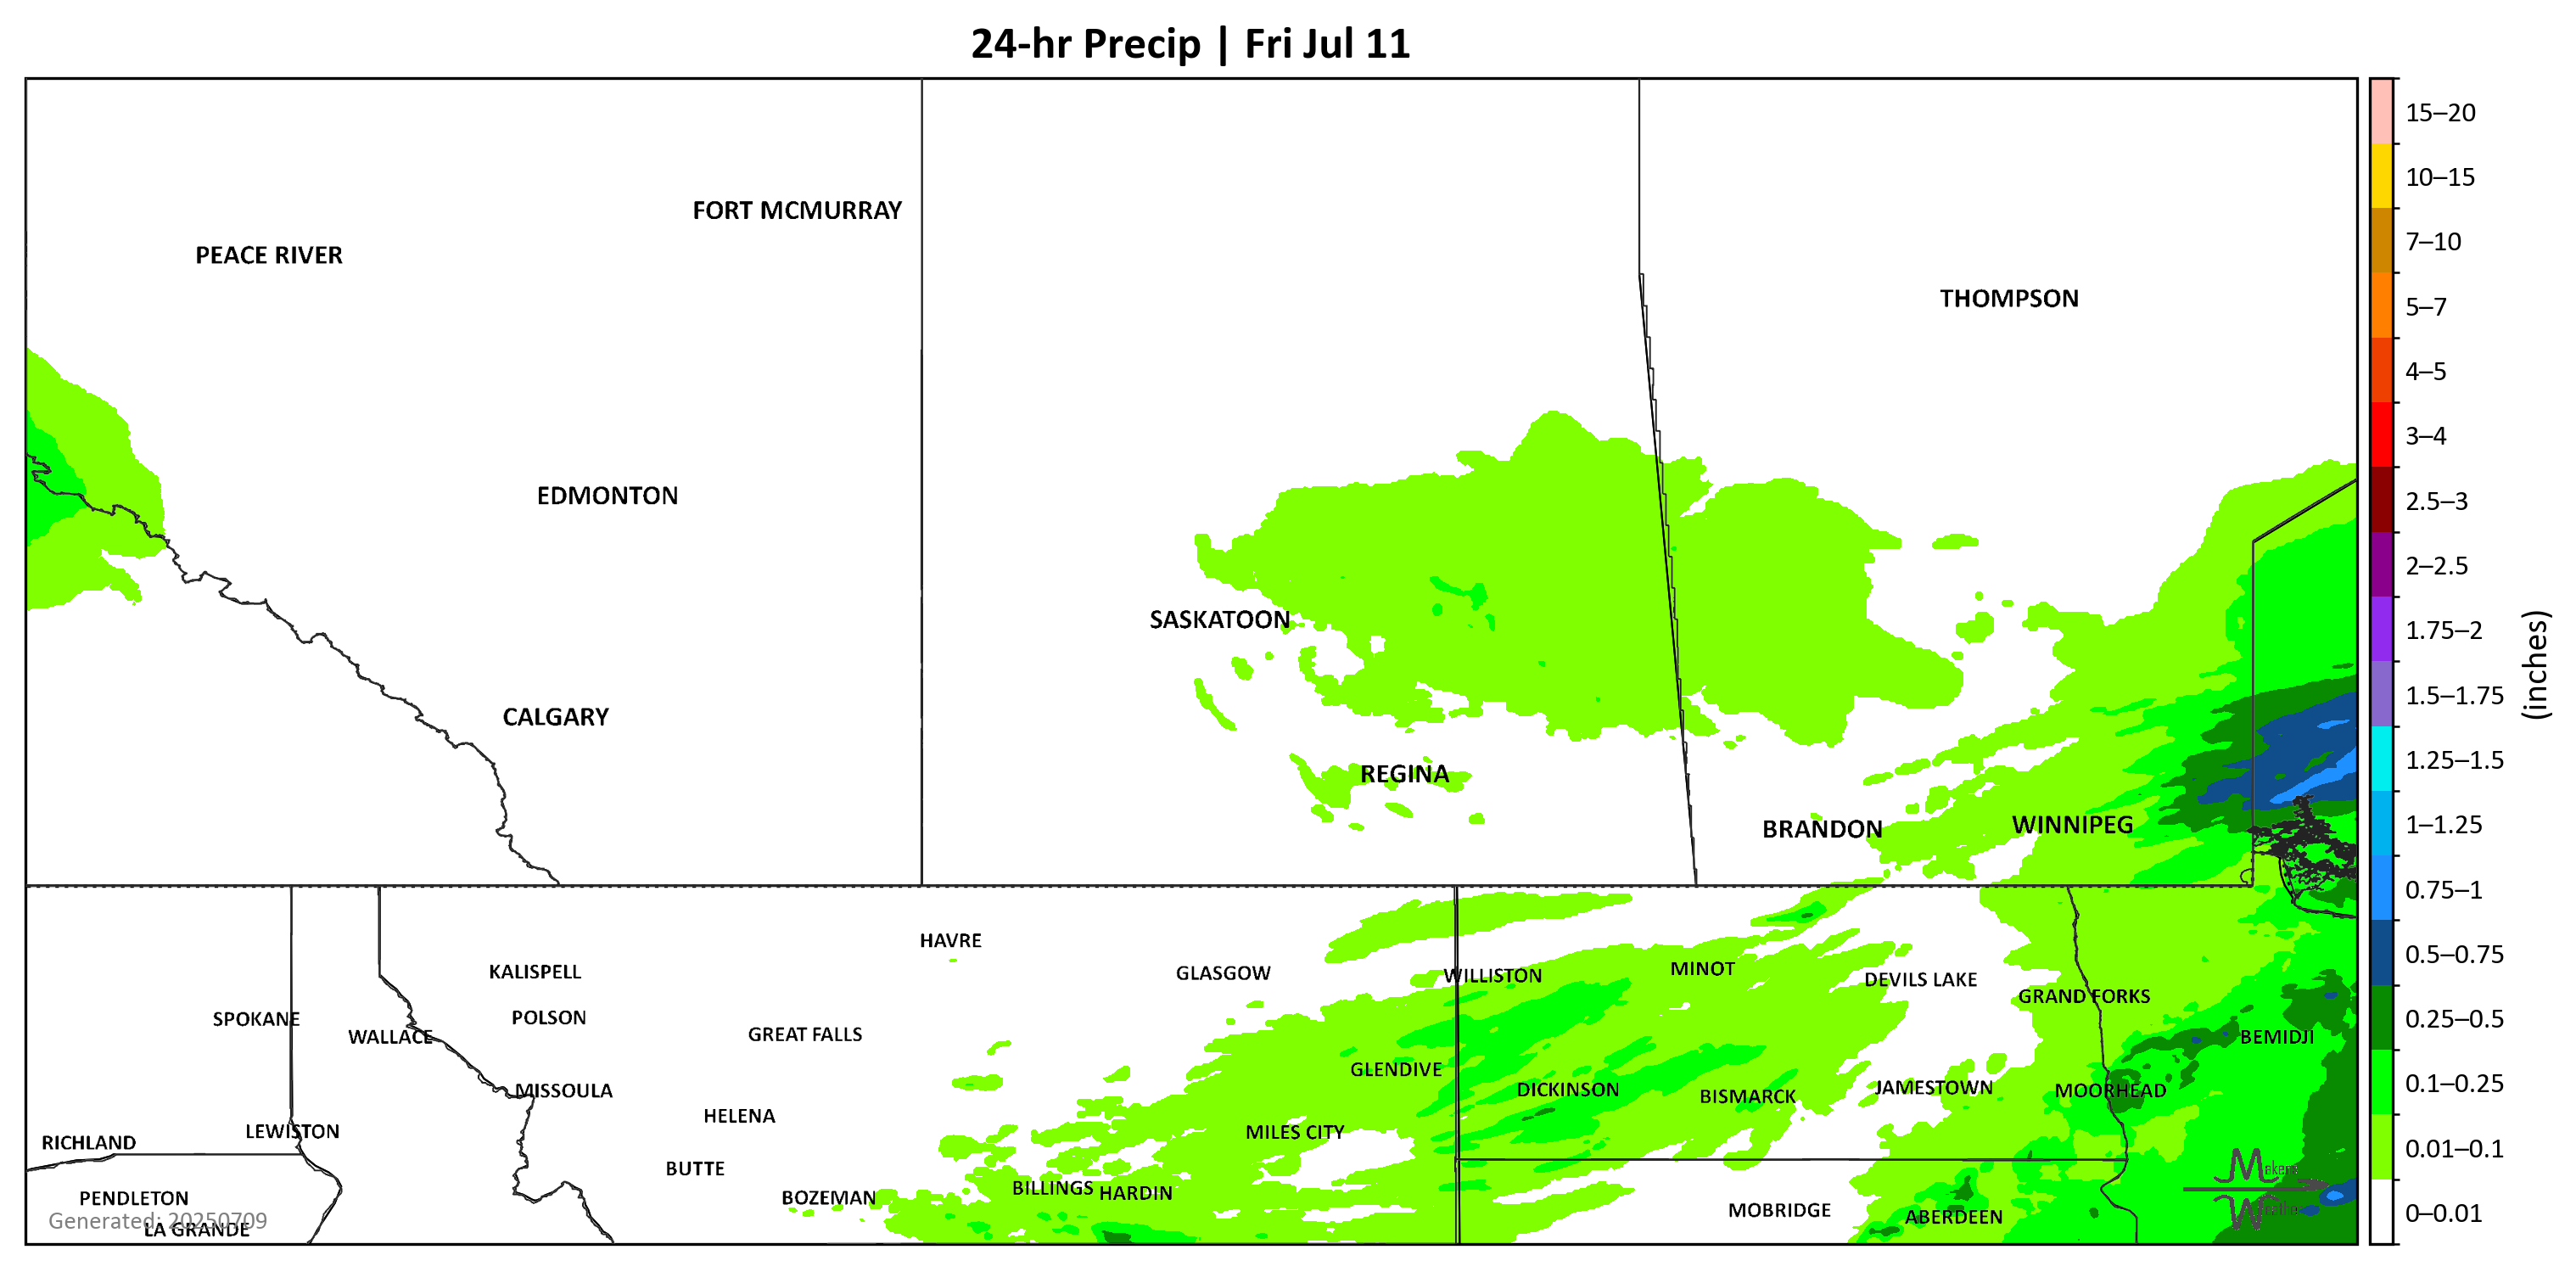 24-hr Precip | Fri Jul 11
FORT MCMURRAY
PEACE RIVER
THOMPSON
EDMONTON
SASKATOON
CALGARY
REGINA
BRANDON
WINNIPEG
HAVRE
KALISPELL
GLASGOW
WILLISTON
MINOT
DEVILS LAKE
GRAND FORKS
SPOKANE
WALLACE
POLSON
GREAT FALLS
BEMIDJI
GLENDIVE
MISSOULA
DICKINSON
BISMARCK
JAMESTOWN
MOORHEAD
HELENA
RICHLAND
LEWISTON
MILES CITY
BUTTE
BILLINGS
HARDIN
PENDLETON
BOZEMAN
MOBRIDGE
ABERDEEN
Generated: 20250709
LA GRANDE
15–20
10–15
7–10
5–7
4–5
3–4
2.5–3
2–2.5
1.75–2
1.5–1.75
1.25–1.5
1–1.25
0.75–1
0.5–0.75
0.25–0.5
0.1–0.25
0.01–0.1
0–0.01
(inches)